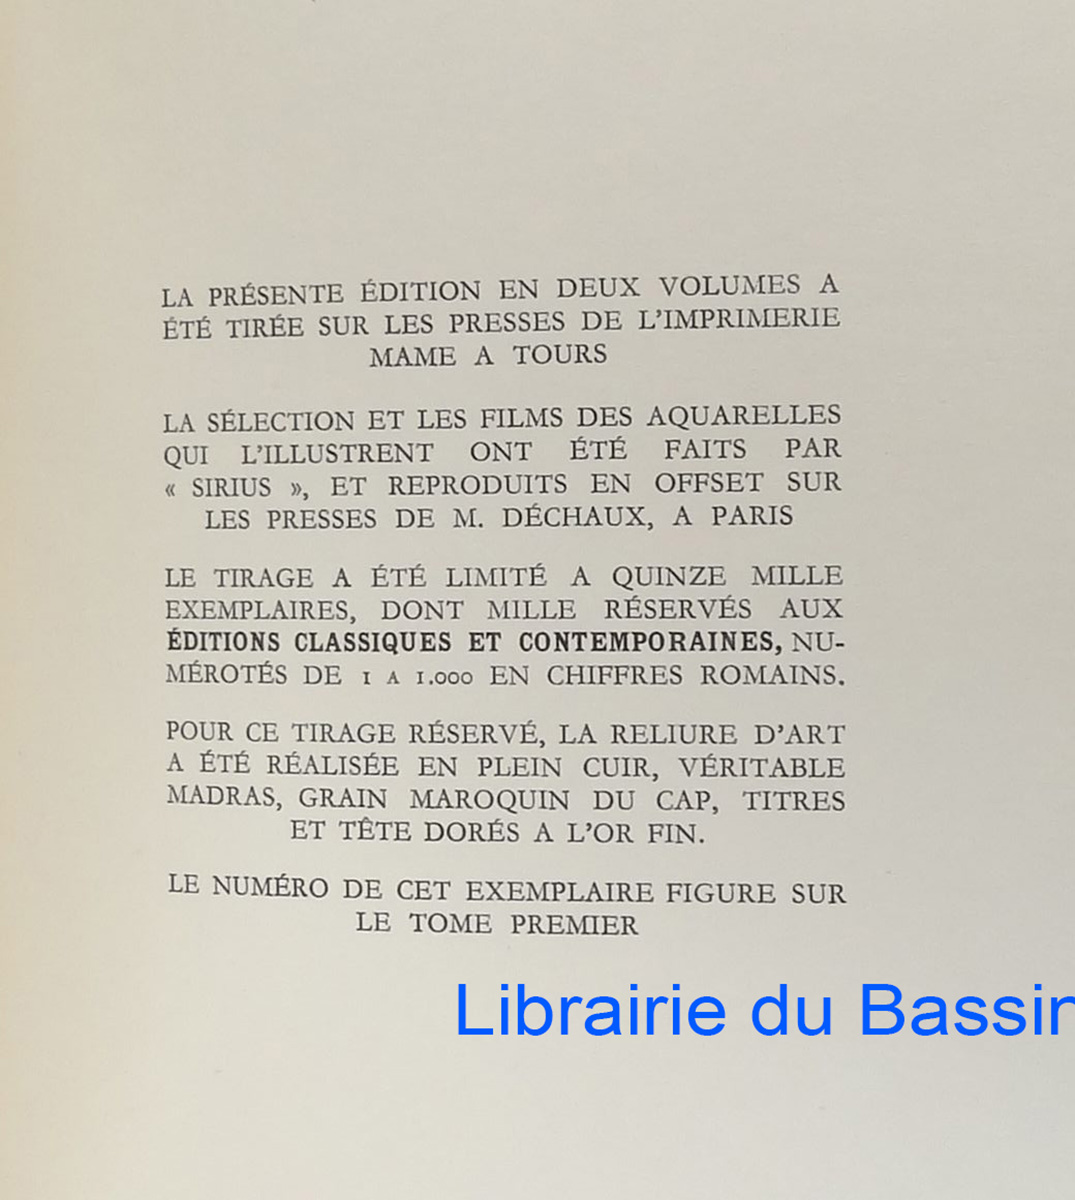 LA PRÉSENTE ÉDITION EN DEUX VOLUMES A
ÉTÉ TIRÉE SUR LES PRESSES DE L'IMPRIMERIE
MAME A TOURS
LA SÉLECTION ET LES FILMS DES AQUARELLES
QUI L'ILLUSTRENT ONT ÉTÉ FAITS PAR
« SIRIUS », ET REPRODUITS EN OFFSET SUR
LES PRESSES DE M. DÉCHAUX, A PARIS
LE TIRAGE A ÉTÉ LIMITÉ A QUINZE MILLE
EXEMPLAIRES, DONT MILLE RÉSERVÉS AUX
ÉDITIONS CLASSIQUES ET CONTEMPORAINES, NU-
MÉROTÉS DE 1 A 1.000 EN CHIFFRES ROMAINS.
POUR CE TIRAGE RÉSERVÉ, LA RELIURE D'ART
A ÉTÉ RÉALISÉE EN PLEIN CUIR, VÉRITABLE
MADRAS, GRAIN MAROQUIN DU CAP, TITRES
ET TÊTE DORÉS A L'OR FIN.
LE NUMÉRO DE CET EXEMPLAIRE FIGURE SUR
LE TOME PREMIER
Librairie du Bassin